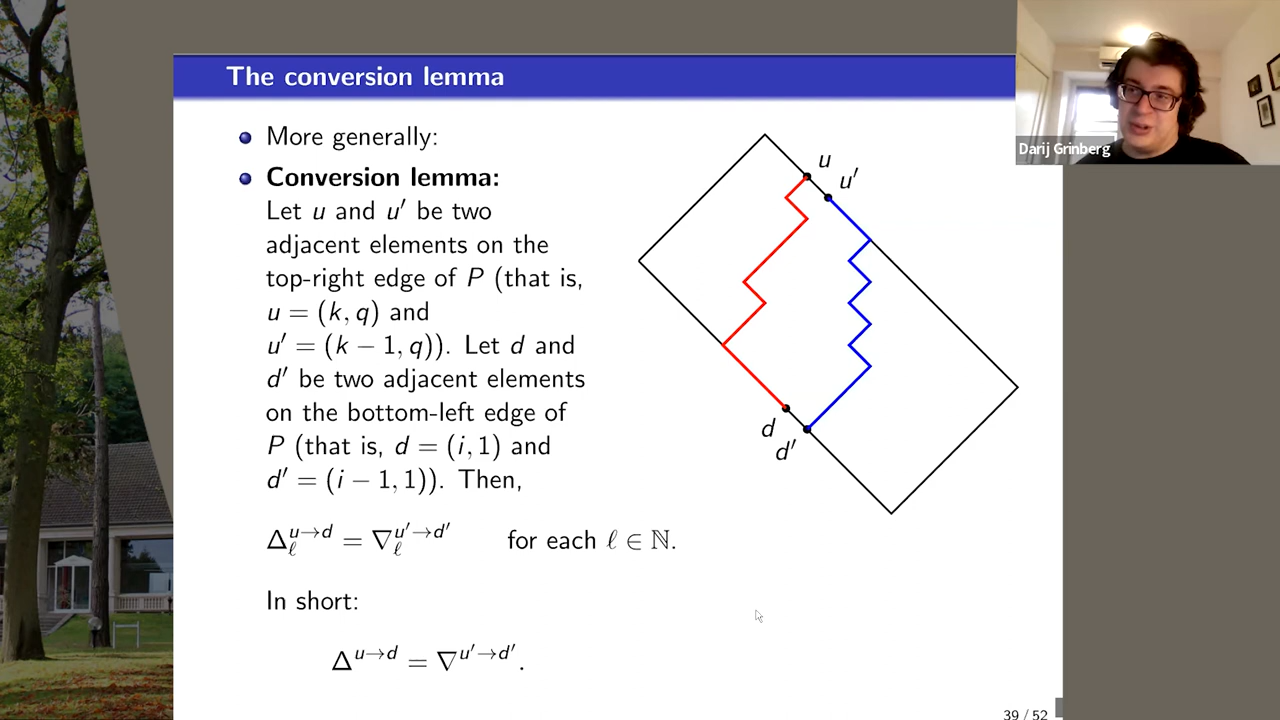 The conversion lemma
Darij Grinberg
More generally:
Conversion lemma:
Let u and u′ be two
adjacent elements on the
top-right edge of P (that is,
u = (k, q) and
u′ = (k − 1, q)). Let d and
d′ be two adjacent elements
on the bottom-left edge of
P (that is, d = (i, 1) and
d′ = (i − 1, 1)). Then,
Δ_ℓ^{u→d} = ∇_ℓ^{u′→d′} for each ℓ ∈ ℕ.
In short:
Δ^{u→d} = ∇^{u′→d′}.
u
u′
d
d′
39 / 52